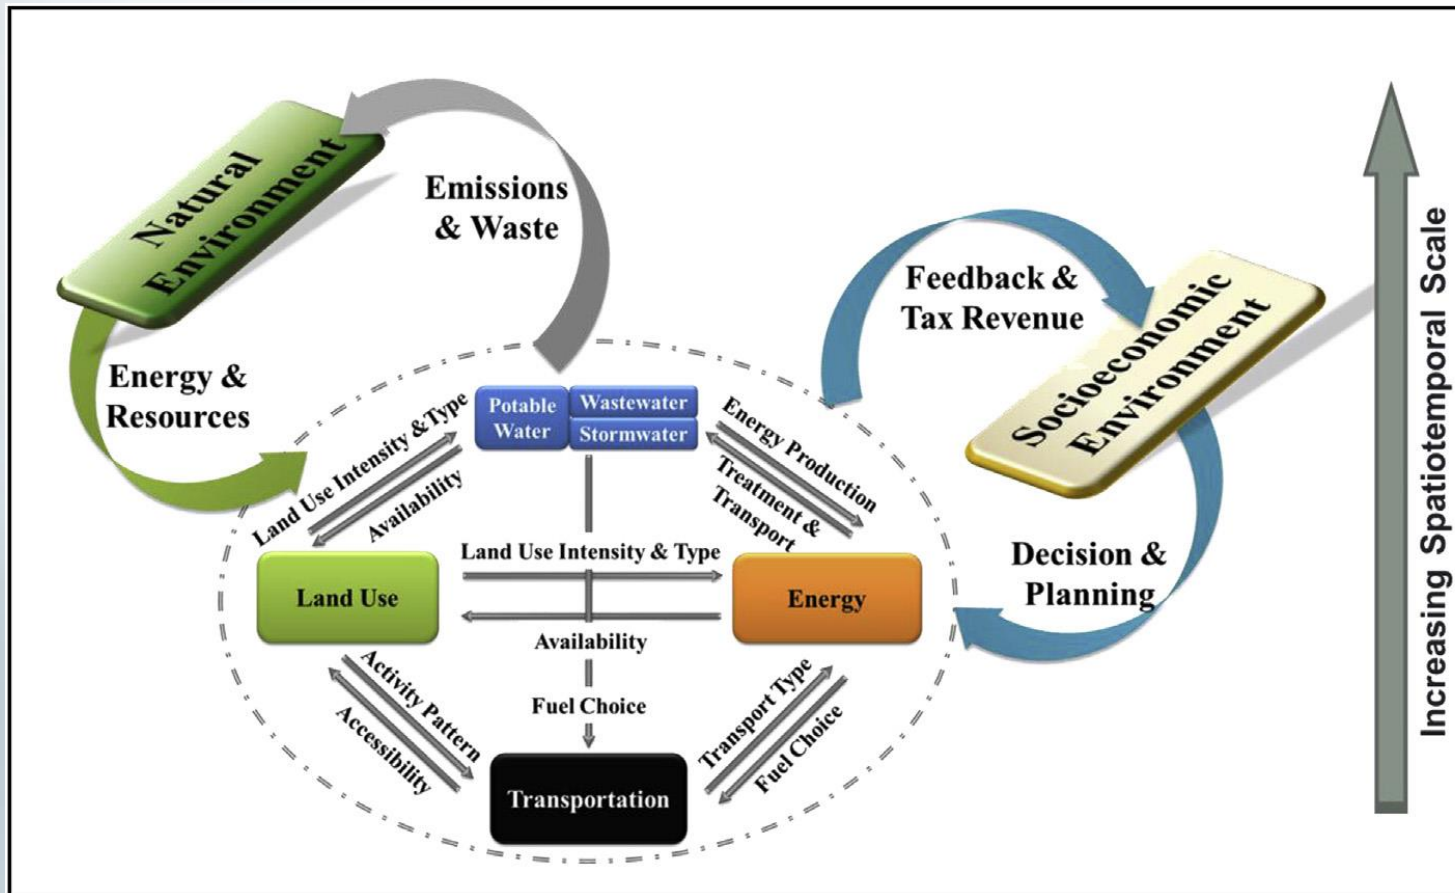 Natural
Environment
Emissions
& Waste
Energy &
Resources
Feedback &
Tax Revenue
Socioeconomic
Environment
Decision &
Planning
Increasing Spatiotemporal Scale
Potable
Water
Wastewater
Stormwater
Land Use Intensity &Type
Availability
Energy Production
Treatment &
Transport
Land Use Intensity & Type
Land Use
Energy
Availability
Activity Pattern
Accessibility
Fuel Choice
Transport Type
Fuel Choice
Transportation